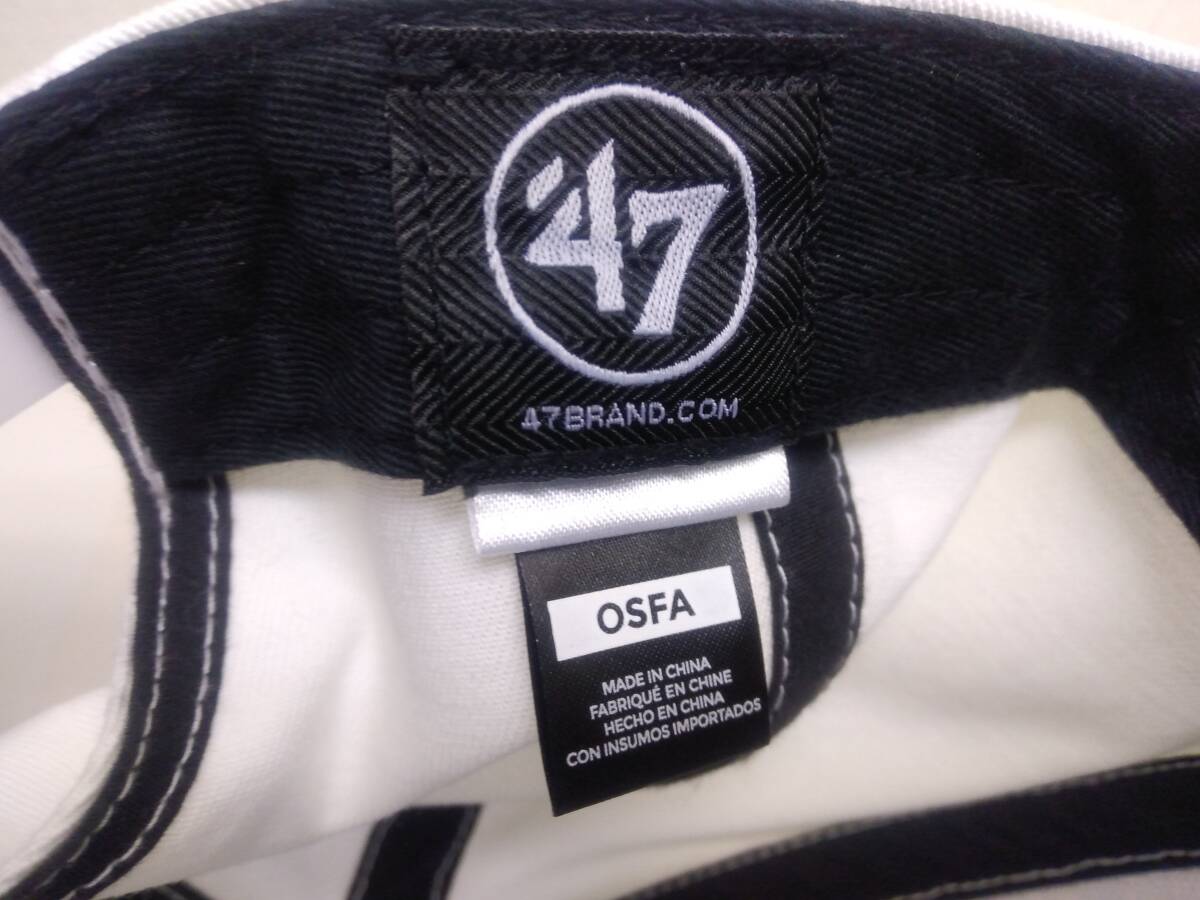 '47
47BRAND.COM
OSFA
MADE IN CHINA
FABRIQUÉ EN CHINE
HECHO EN CHINA
CON INSUMOS IMPORTADOS